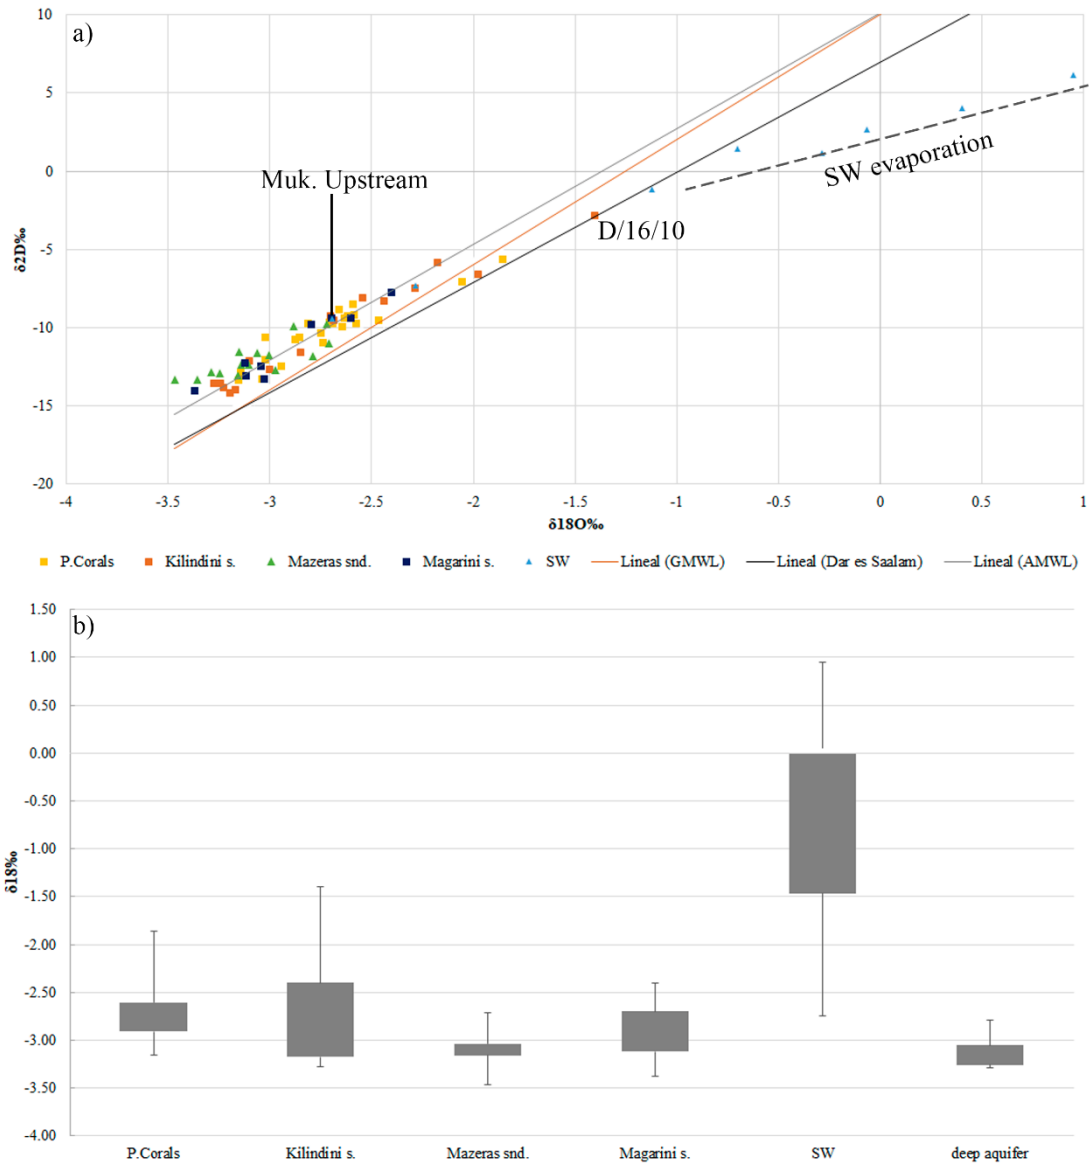 a)
10
5
0
-5
-10
-15
-20
δ2D‰
Muk. Upstream
D/16/10
SW evaporation
-4 -3.5 -3 -2.5 -2 -1.5 -1 -0.5 0 0.5 1
δ18O‰
P.Corals Kilindini s. Mazeras snd. Magarini s. SW Lineal (GMWL) Lineal (Dar es Saalam) Lineal (AMWL)
b)
1.50
1.00
0.50
0.00
-0.50
-1.00
-1.50
-2.00
-2.50
-3.00
-3.50
-4.00
δ18‰
P.Corals Kilindini s. Mazeras snd. Magarini s. SW deep aquifer